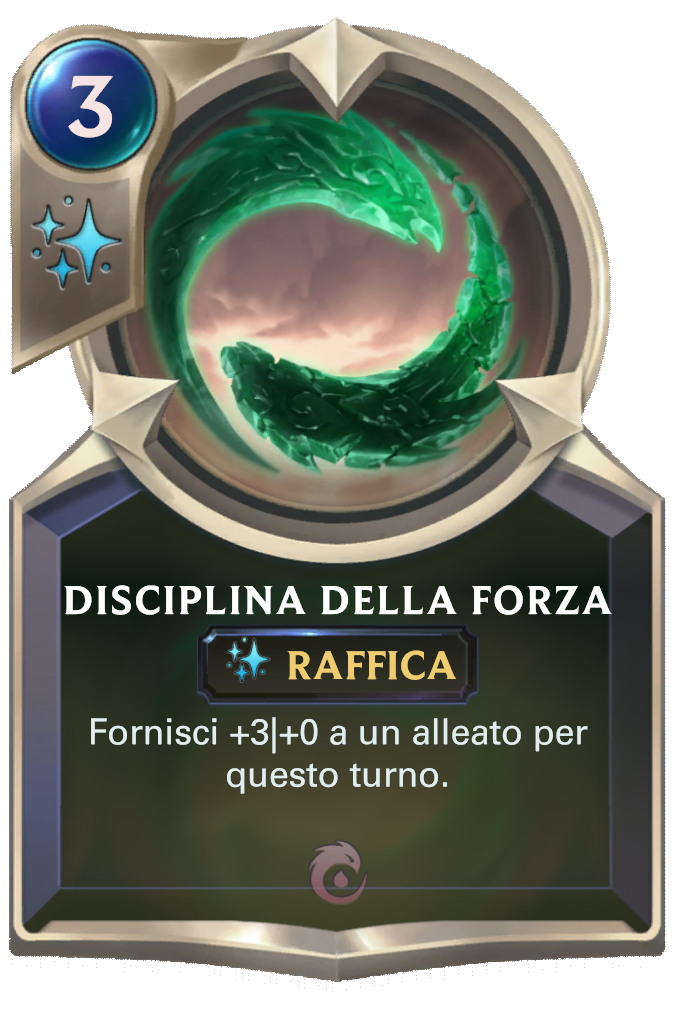 3
DISCIPLINA DELLA FORZA
RAFFICA
Fornisci +3|+0 a un alleato per
questo turno.